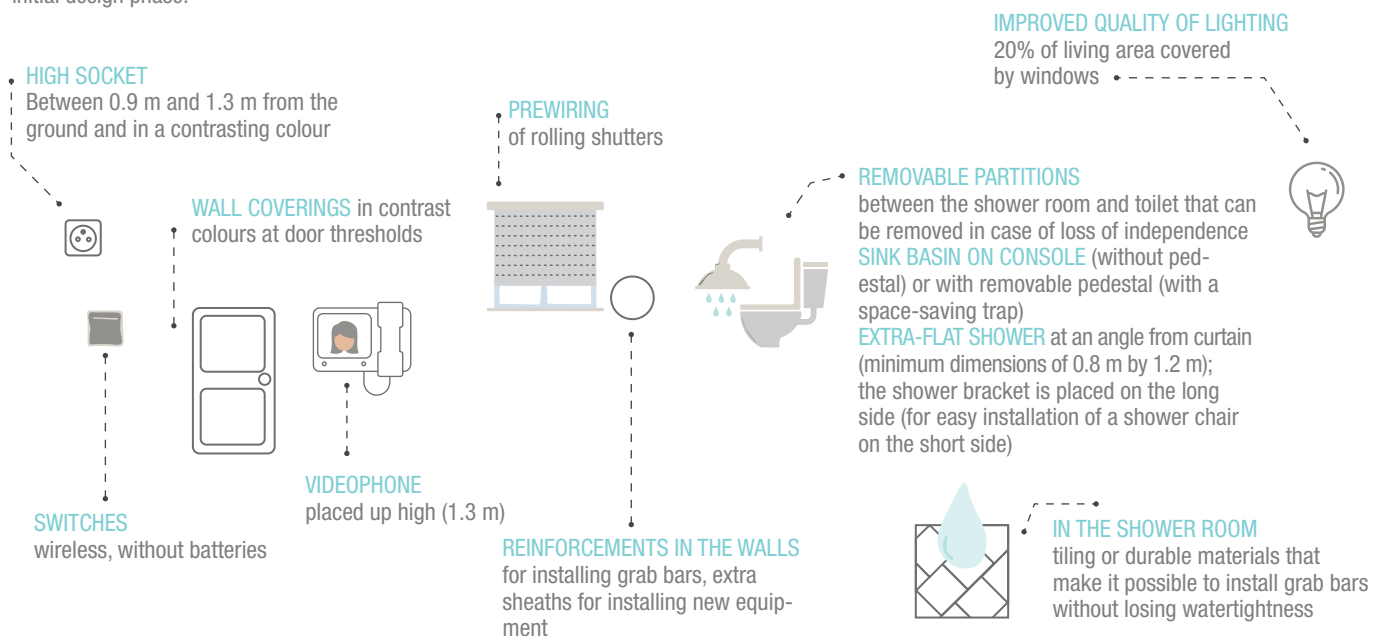 initial design phase.
IMPROVED QUALITY OF LIGHTING
20% of living area covered
by windows
HIGH SOCKET
Between 0.9 m and 1.3 m from the
ground and in a contrasting colour
PREWIRING
of rolling shutters
WALL COVERINGS in contrast
colours at door thresholds
REMOVABLE PARTITIONS
between the shower room and toilet that can
be removed in case of loss of independence
SINK BASIN ON CONSOLE (without ped-
estal) or with removable pedestal (with a
space-saving trap)
EXTRA-FLAT SHOWER at an angle from curtain
(minimum dimensions of 0.8 m by 1.2 m);
the shower bracket is placed on the long
side (for easy installation of a shower chair
on the short side)
VIDEOPHONE
placed up high (1.3 m)
SWITCHES
wireless, without batteries
REINFORCEMENTS IN THE WALLS
for installing grab bars, extra
sheaths for installing new equip-
ment
IN THE SHOWER ROOM
tiling or durable materials that
make it possible to install grab bars
without losing watertightness